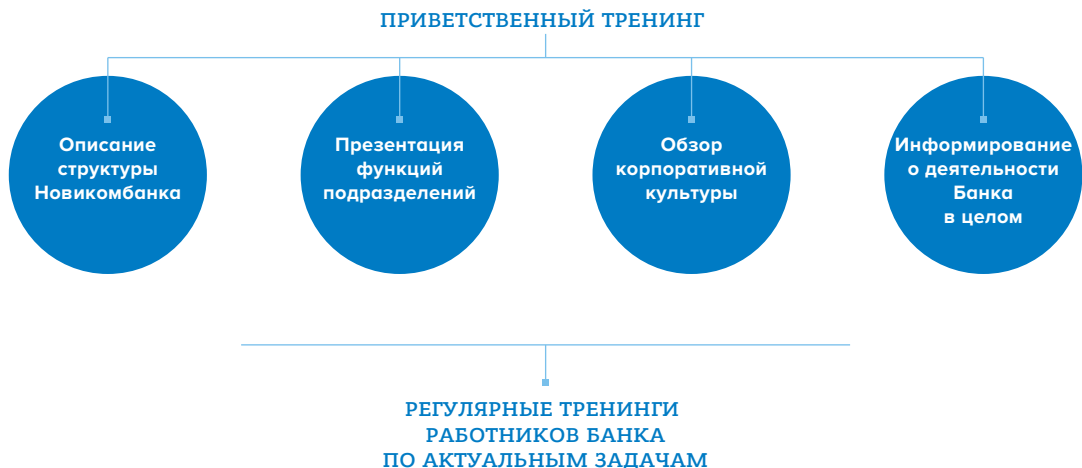 ПРИВЕТСТВЕННЫЙ ТРЕНИНГ
Описание
структуры
Новикомбанка
Презентация
функций
подразделений
Обзор
корпоративной
культуры
Информирование
о деятельности
Банка
в целом
РЕГУЛЯРНЫЕ ТРЕНИНГИ
РАБОТНИКОВ БАНКА
ПО АКТУАЛЬНЫМ ЗАДАЧАМ